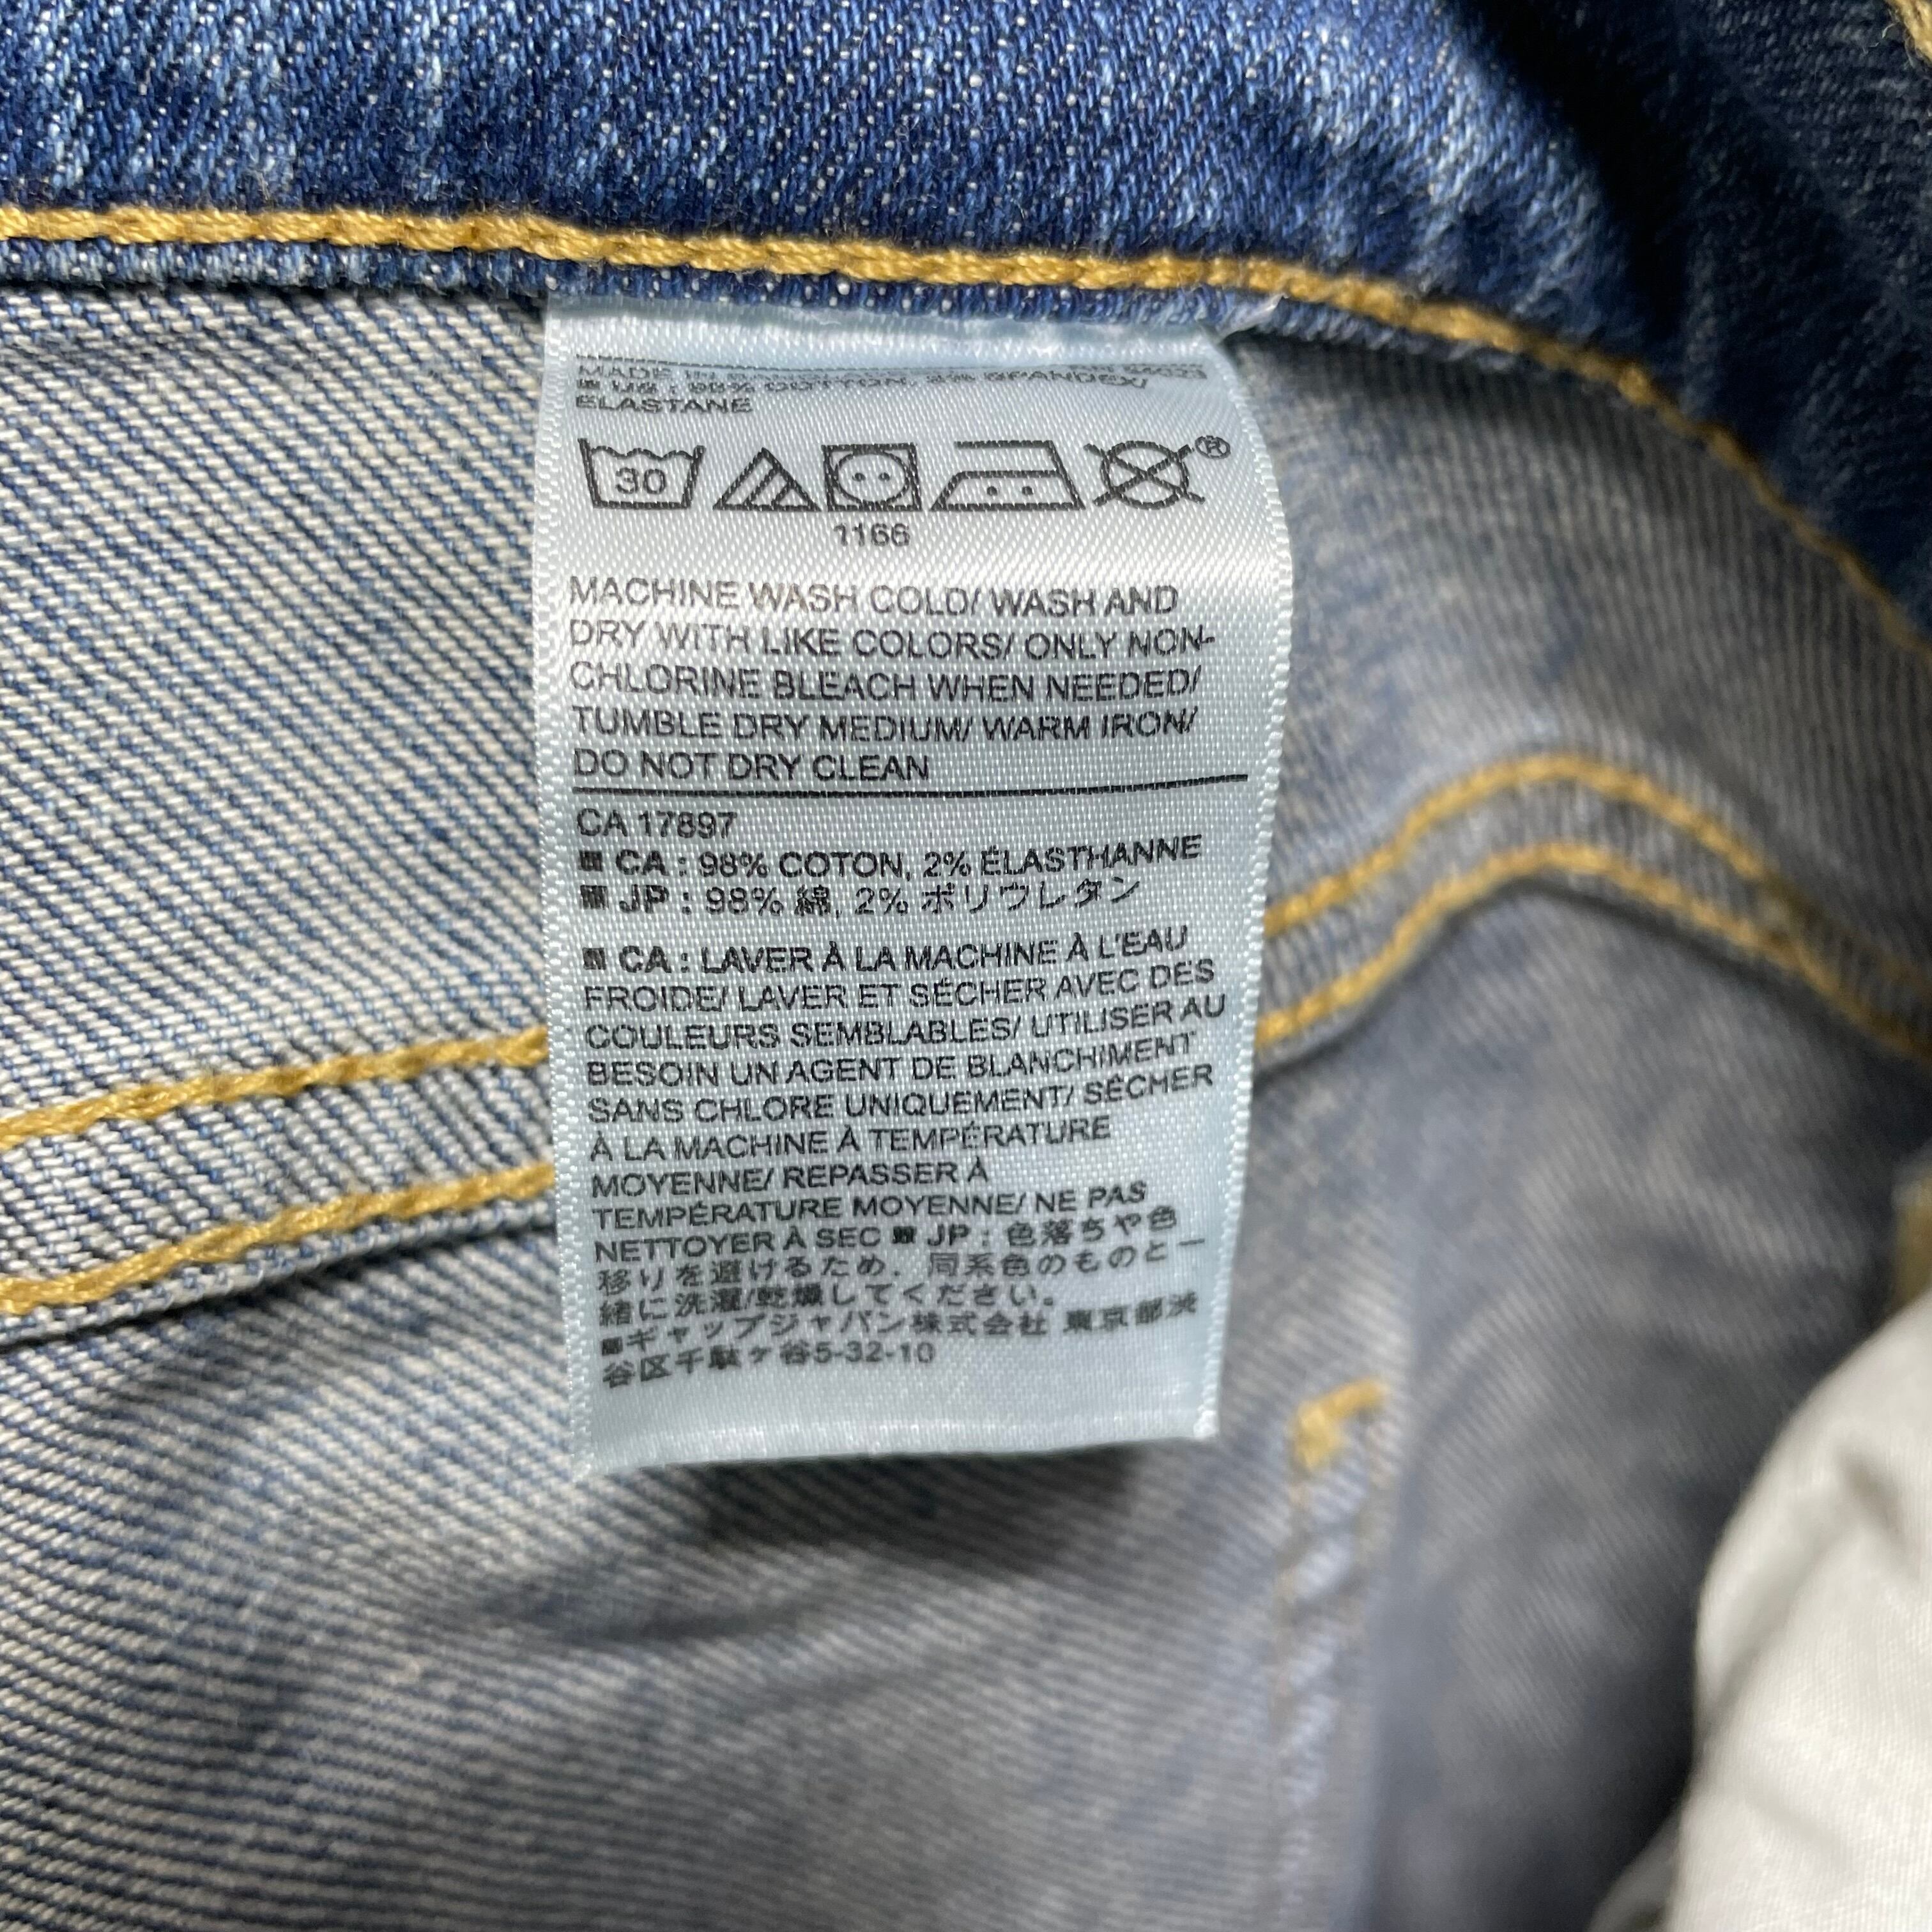 MADE IN
■ US : 98% COTTON, 2% SPANDEX/
ELASTANE
30
®
1166
MACHINE WASH COLD/ WASH AND
DRY WITH LIKE COLORS/ ONLY NON-
CHLORINE BLEACH WHEN NEEDED/
TUMBLE DRY MEDIUM/ WARM IRON/
DO NOT DRY CLEAN
CA 17897
■ CA : 98% COTON, 2% ÉLASTHANNE
■ JP : 98% 綿, 2% ポリウレタン
■ CA : LAVER À LA MACHINE À L'EAU
FROIDE/ LAVER ET SÉCHER AVEC DES
COULEURS SEMBLABLES/ UTILISER AU
BESOIN UN AGENT DE BLANCHIMENT
SANS CHLORE UNIQUEMENT/ SÉCHER
À LA MACHINE À TEMPÉRATURE
MOYENNE/ REPASSER À
TEMPÉRATURE MOYENNE/ NE PAS
NETTOYER À SEC ■ JP : 色落ちや色
移りを避けるため、同系色のものと一
緒に洗濯/乾燥してください。
■ギャップジャパン株式会社 東京都渋
谷区千駄ヶ谷5-32-10